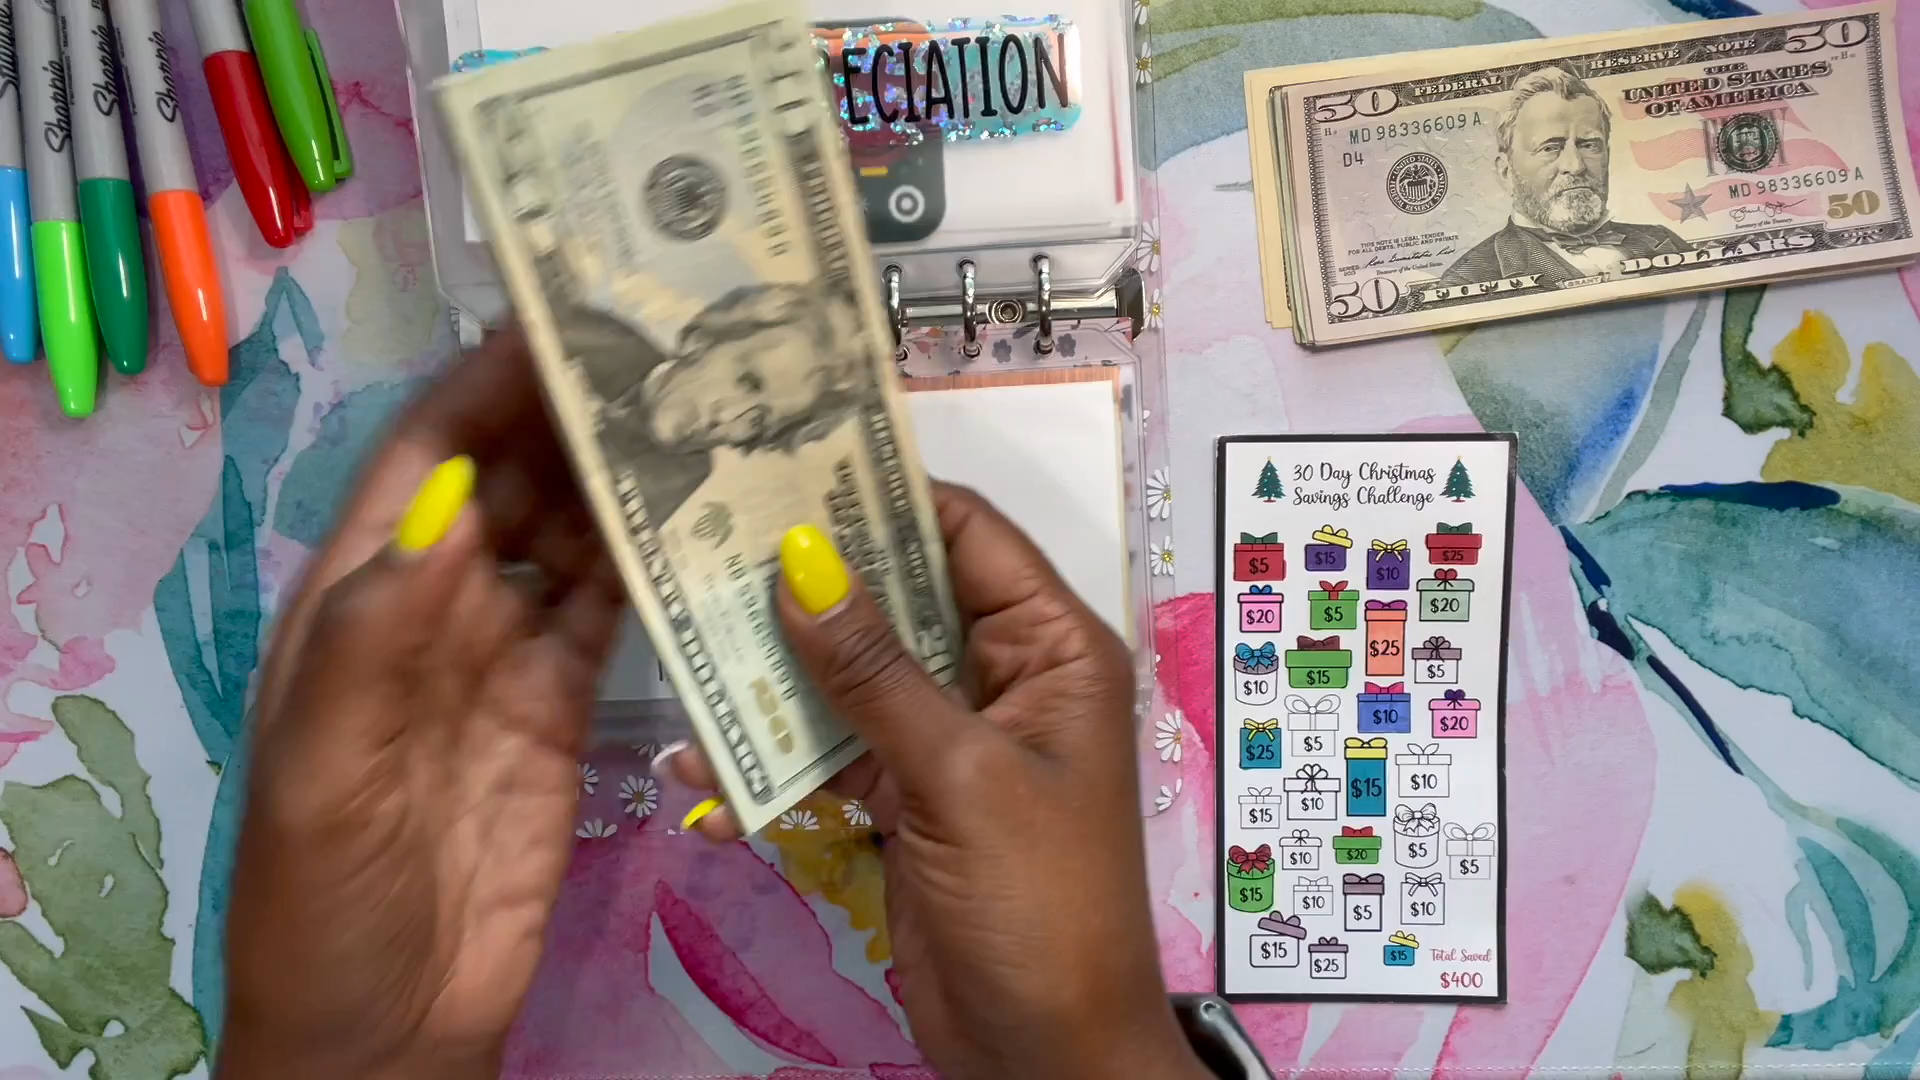 Sharpie
Sharpie
Sharpie
ECIATION
50
FEDERAL
RESERVE NOTE
50
THE
UNITED STATES
OF AMERICA
MD 98336609 A
D4
MD 98336609 A
THIS NOTE IS LEGAL TENDER
FOR ALL DEBTS, PUBLIC AND PRIVATE
50
FIFTY
GRANT
DOLLARS
50
20
30 Day Christmas
Savings Challenge
$5
$15
$10
$25
$20
$5
$20
$25
$10
$15
$5
$5
$10
$20
$25
$15
$10
$15
$10
$10
$20
$5
$5
$15
$10
$5
$10
$15
$25
$15
Total Saved
$400